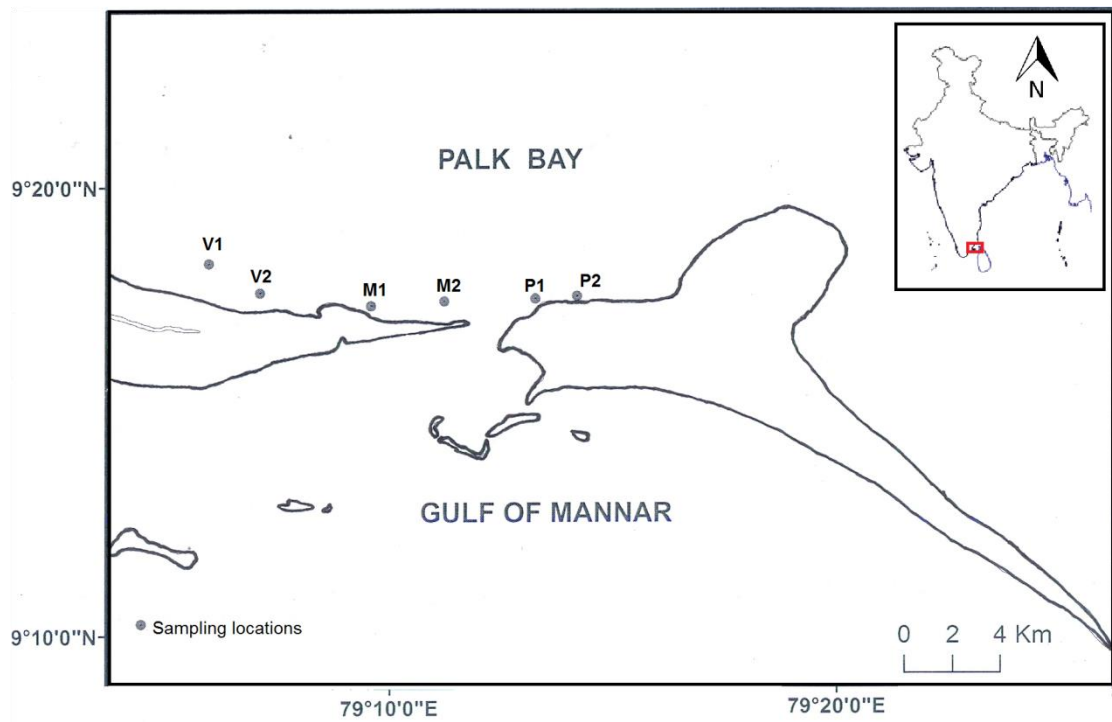 N
PALK BAY
9°20'0"N
V1
V2
M1
M2
P1
P2
GULF OF MANNAR
Sampling locations
9°10'0"N
0 2 4 Km
79°10'0"E
79°20'0"E